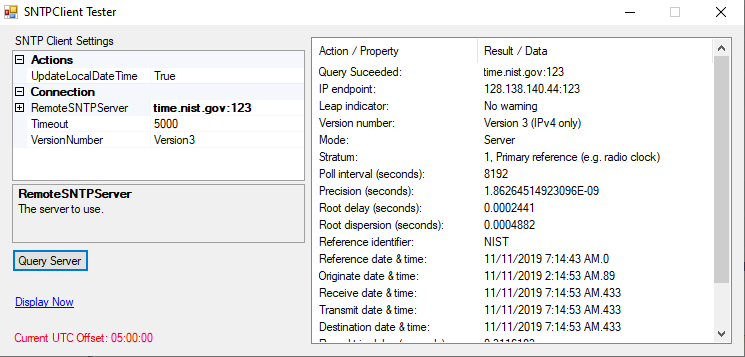 SNTPClient Tester
SNTP Client Settings
Actions
UpdateLocalDateTime True
Connection
RemoteSNTPServer time.nist.gov:123
Timeout 5000
VersionNumber Version3
RemoteSNTPServer
The server to use.
Query Server
Display Now
Current UTC Offset: 05:00:00
Action / Property Result / Data
Query Suceeded: time.nist.gov:123
IP endpoint: 128.138.140.44:123
Leap indicator: No warning
Version number: Version 3 (IPv4 only)
Mode: Server
Stratum: 1, Primary reference (e.g. radio clock)
Poll interval (seconds): 8192
Precision (seconds): 1.86264514923096E-09
Root delay (seconds): 0.0002441
Root dispersion (seconds): 0.0004882
Reference identifier: NIST
Reference date & time: 11/11/2019 7:14:43 AM.0
Originate date & time: 11/11/2019 2:14:53 AM.89
Receive date & time: 11/11/2019 7:14:53 AM.433
Transmit date & time: 11/11/2019 7:14:53 AM.433
Destination date & time: 11/11/2019 7:14:53 AM.433